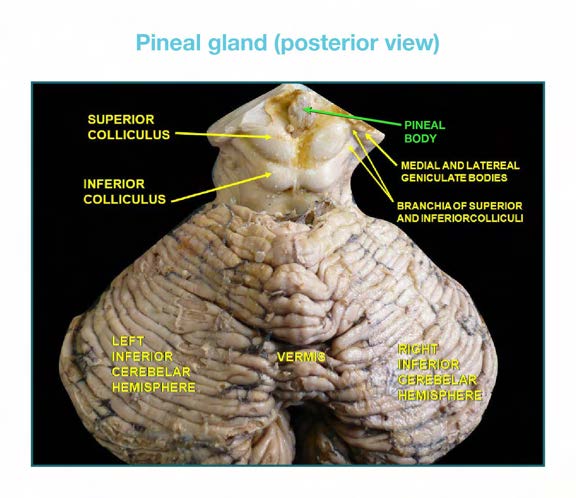 Pineal gland (posterior view)
SUPERIOR
COLLICULUS
PINEAL
BODY
MEDIAL AND LATEREAL
GENICULATE BODIES
INFERIOR
COLLICULUS
BRANCHIA OF SUPERIOR
AND INFERIORCOLLICULI
LEFT
INFERIOR
CEREBELAR
HEMISPHERE
VERMIS
RIGHT
INFERIOR
CEREBELAR
HEMISPHERE